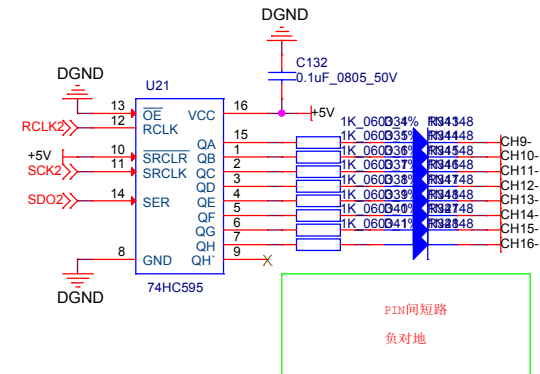 DGND
C132
0.1uF_0805_50V
DGND
U21
13 OE VCC 16 +5V
RCLK2 12 RCLK
QA 15 CH9-
+5V 10 SRCLR QB 1 CH10-
SCK2 11 SRCLK QC 2 CH11-
QD 3 CH12-
SDO2 14 SER QE 4 CH13-
QF 5 CH14-
QG 6 CH15-
QH 7 CH16-
8 GND QH` 9
DGND
74HC595
PIN间短路
负对地